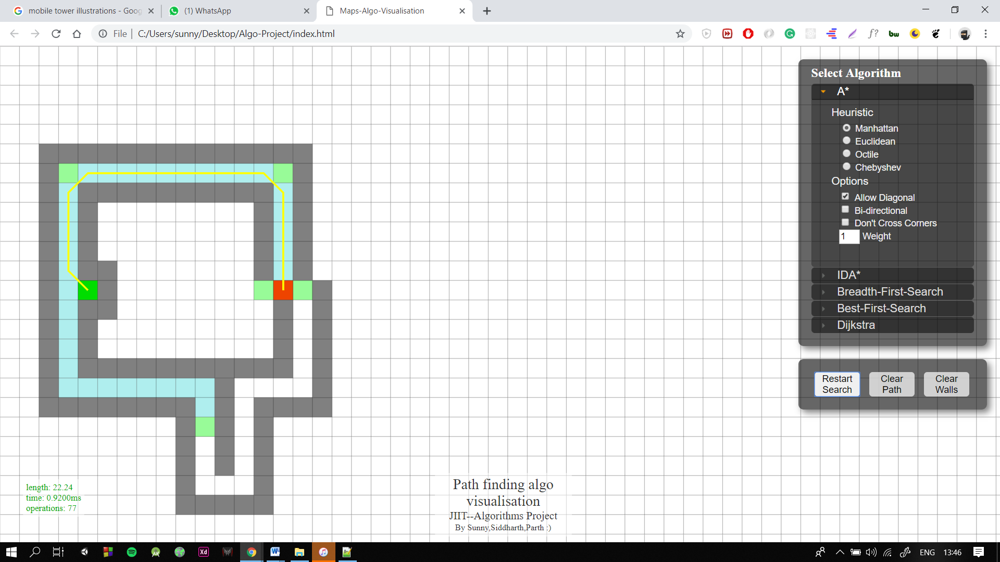 mobile tower illustrations - Goog
(1) WhatsApp
Maps-Algo-Visualisation
File
C:/Users/sunny/Desktop/Algo-Project/index.html
f?
bw
Select Algorithm
A*
Heuristic
Manhattan
Euclidean
Octile
Chebyshev
Options
Allow Diagonal
Bi-directional
Don't Cross Corners
1 Weight
IDA*
Breadth-First-Search
Best-First-Search
Dijkstra
Restart Search
Clear Path
Clear Walls
length: 22.24
time: 0.9200ms
operations: 77
Path finding algo
visualisation
JIIT--Algorithms Project
By Sunny,Siddharth,Parth :)
Xd
ENG
13:46